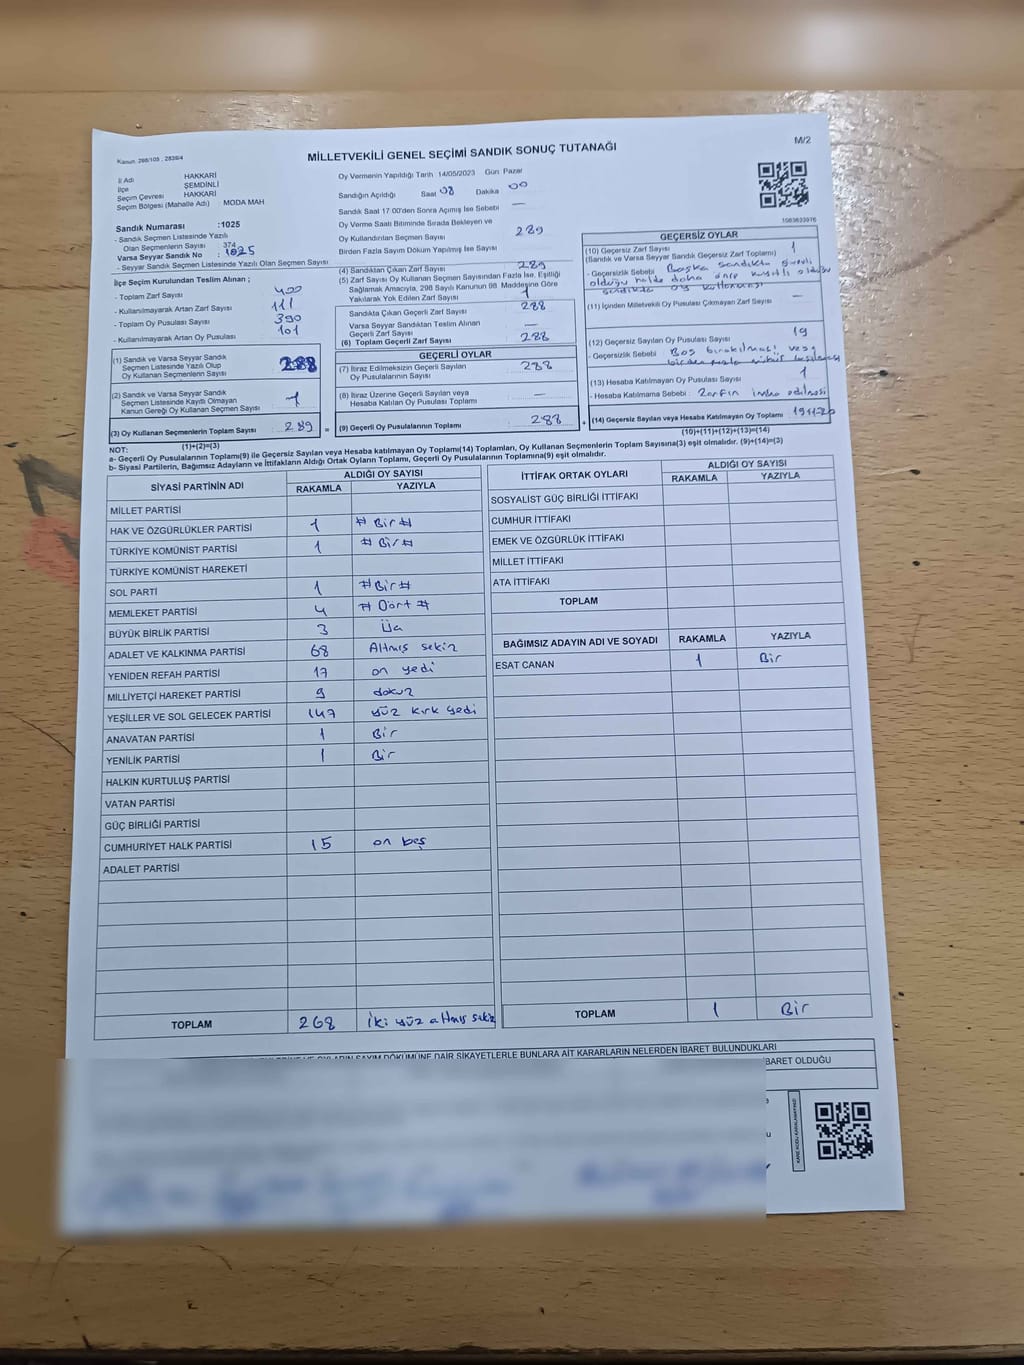 M/2
Kanun: 298/105 , 2839/4
MİLLETVEKİLİ GENEL SEÇİMİ SANDIK SONUÇ TUTANAĞI
İl Adı HAKKARİ
İlçe ŞEMDİNLİ
Seçim Çevresi HAKKARİ
Seçim Bölgesi (Mahalle Adı) : MODA MAH
Sandık Numarası :1025
- Sandık Seçmen Listesinde Yazılı
Olan Seçmenlerin Sayısı : 374
Varsa Seyyar Sandık No : 1025
- Seyyar Sandık Seçmen Listesinde Yazılı Olan Seçmen Sayısı
İlçe Seçim Kurulundan Teslim Alınan ;
- Toplam Zarf Sayısı 400
- Kullanılmayarak Artan Zarf Sayısı 111
- Toplam Oy Pusulası Sayısı 390
- Kullanılmayarak Artan Oy Pusulası 101
(1) Sandık ve Varsa Seyyar Sandık
Seçmen Listesinde Yazılı Olup
Oy Kullanan Seçmenlerin Sayısı 288
(2) Sandık ve Varsa Seyyar Sandık
Seçmen Listesinde Kayıtlı Olmayan
Kanun Gereği Oy Kullanan Seçmen Sayısı 1
(3) Oy Kullanan Seçmenlerin Toplam Sayısı 289 =
(1)+(2)=(3)
Oy Vermenin Yapıldığı Tarih 14/05/2023 Gün Pazar
Sandığın Açıldığı Saat 08 Dakika 00
Sandık Saat 17.00'den Sonra Açılmış İse Sebebi —
Oy Verme Saati Bitiminde Sırada Bekleyen ve
Oy Kullandırılan Seçmen Sayısı 289
Birden Fazla Sayım Döküm Yapılmış İse Sayısı
(4) Sandıktan Çıkan Zarf Sayısı 289
(5) Zarf Sayısı Oy Kullanan Seçmen Sayısından Fazla İse, Eşitliği
Sağlamak Amacıyla, 298 Sayılı Kanunun 98. Maddesine Göre
Yakılarak Yok Edilen Zarf Sayısı 1
Sandıkta Çıkan Geçerli Zarf Sayısı 288
Varsa Seyyar Sandıktan Teslim Alınan
Geçerli Zarf Sayısı —
(6) Toplam Geçerli Zarf Sayısı 288
GEÇERLİ OYLAR
(7) İtiraz Edilmeksizin Geçerli Sayılan
Oy Pusulalarının Sayısı 288
(8) İtiraz Üzerine Geçerli Sayılan veya
Hesaba Katılan Oy Pusulası Toplamı —
(9) Geçerli Oy Pusulalarının Toplamı 288 +
1063633976
GEÇERSİZ OYLAR
(10) Geçersiz Zarf Sayısı 1
(Sandık ve Varsa Seyyar Sandık Geçersiz Zarf Toplamı)
- Geçersizlik Sebebi Başka sandıkta görevli
olduğu halde daha önce kayıtlı olduğu
sandıkta oy kullanması
(11) İçinden Milletvekili Oy Pusulası Çıkmayan Zarf Sayısı —
(12) Geçersiz Sayılan Oy Pusulası Sayısı 19
- Geçersizlik Sebebi Boş bırakılması veya
birden fazla
(13) Hesaba Katılmayan Oy Pusulası Sayısı 1
- Hesaba Katılmama Sebebi : Zarfın imha edilmesi
(14) Geçersiz Sayılan veya Hesaba Katılmayan Oy Toplamı
(10)+(11)+(12)+(13)=(14)
NOT:
a- Geçerli Oy Pusulaları Toplamı(9) ile Geçersiz Sayılan veya Hesaba katılmayan Oy Toplamı(14) Toplamları, Oy Kullanan Seçmenlerin Toplam Sayısına(3) eşit olmalıdır. (9)+(14)=(3)
b- Siyasi Partilerin, Bağımsız Adayların ve İttifakların Aldığı Ortak Oyların Toplamı, Geçerli Oy Pusulalarının Toplamına(9) eşit olmalıdır.
SİYASİ PARTİNİN ADI ALDIĞI OY SAYISI
RAKAMLA YAZIYLA
MİLLET PARTİSİ
HAK VE ÖZGÜRLÜKLER PARTİSİ 1 #Bir#
TÜRKİYE KOMÜNİST PARTİSİ 1 #Bir#
TÜRKİYE KOMÜNİST HAREKETİ
SOL PARTİ 1 #Bir#
MEMLEKET PARTİSİ 4 #Dört#
BÜYÜK BİRLİK PARTİSİ 3 Üç
ADALET VE KALKINMA PARTİSİ 68 Altmış sekiz
YENİDEN REFAH PARTİSİ 17 on yedi
MİLLİYETÇİ HAREKET PARTİSİ 9 dokuz
YEŞİLLER VE SOL GELECEK PARTİSİ 147 yüz kırk yedi
ANAVATAN PARTİSİ 1 Bir
YENİLİK PARTİSİ 1 Bir
HALKIN KURTULUŞ PARTİSİ
VATAN PARTİSİ
GÜÇ BİRLİĞİ PARTİSİ
CUMHURİYET HALK PARTİSİ 15 on beş
ADALET PARTİSİ
TOPLAM 268 iki yüz altmış sekiz
İTTİFAK ORTAK OYLARI ALDIĞI OY SAYISI
RAKAMLA YAZIYLA
SOSYALİST GÜÇ BİRLİĞİ İTTİFAKI
CUMHUR İTTİFAKI
EMEK VE ÖZGÜRLÜK İTTİFAKI
MİLLET İTTİFAKI
ATA İTTİFAKI
TOPLAM
BAĞIMSIZ ADAYIN ADI VE SOYADI RAKAMLA YAZIYLA
ESAT CANAN 1 Bir
TOPLAM 1 Bir
OYLARIN SAYIM DÖKÜMÜNE DAİR ŞİKAYETLERLE BUNLARA AİT KARARLARIN NELERDEN İBARET BULUNDUKLARI
BARET OLDUĞU